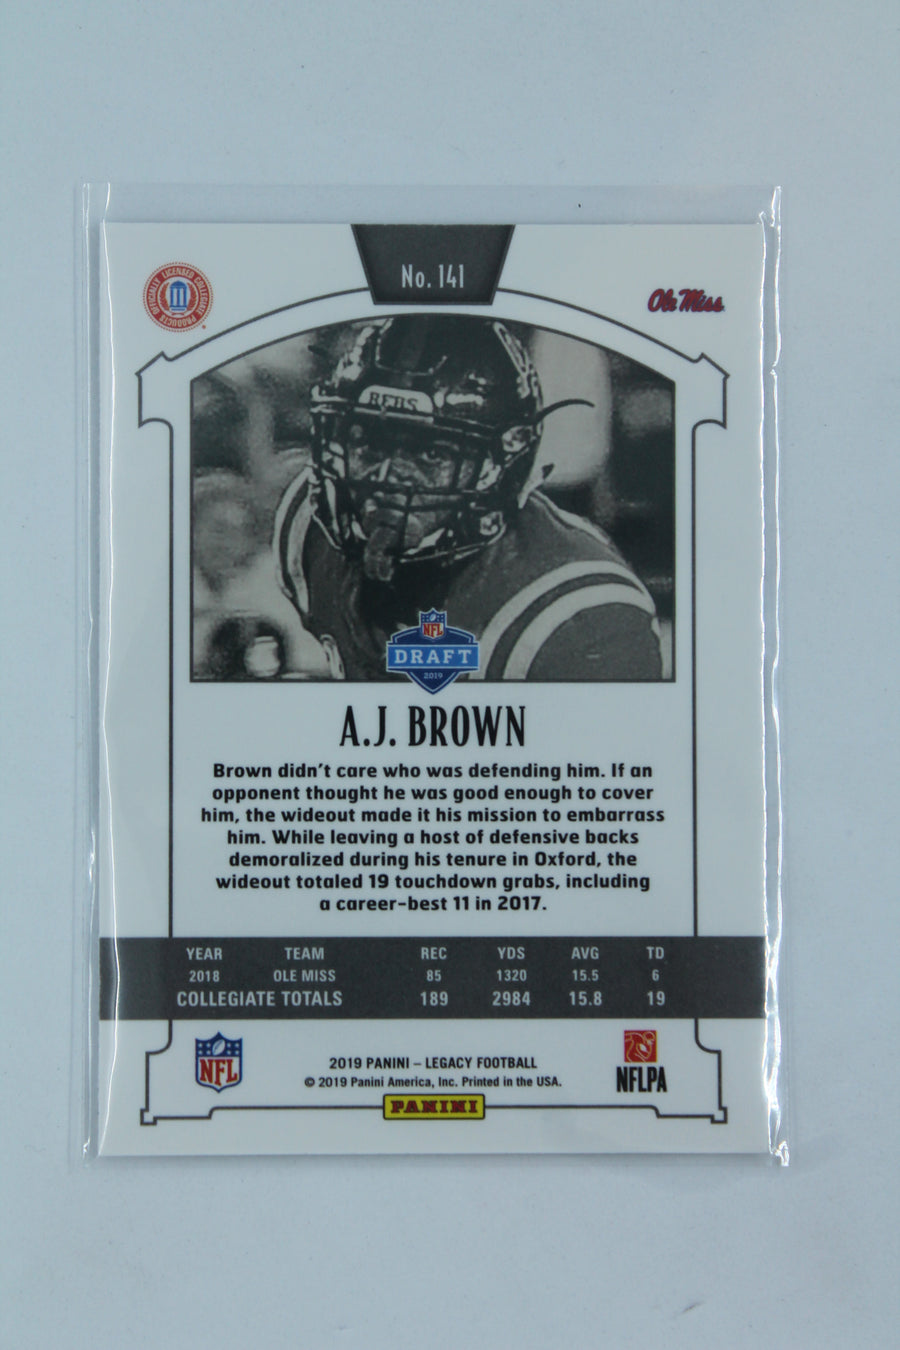 No. 141
OFFICIALLY LICENSED COLLEGIATE PRODUCTS
Ole Miss
REBS
NFL
DRAFT
2019
A.J. BROWN
Brown didn't care who was defending him. If an
opponent thought he was good enough to cover
him, the wideout made it his mission to embarrass
him. While leaving a host of defensive backs
demoralized during his tenure in Oxford, the
wideout totaled 19 touchdown grabs, including
a career-best 11 in 2017.
YEAR TEAM REC YDS AVG TD
2018 OLE MISS 85 1320 15.5 6
COLLEGIATE TOTALS 189 2984 15.8 19
NFL
2019 PANINI – LEGACY FOOTBALL
© 2019 Panini America, Inc. Printed in the USA.
NFLPA
PANINI